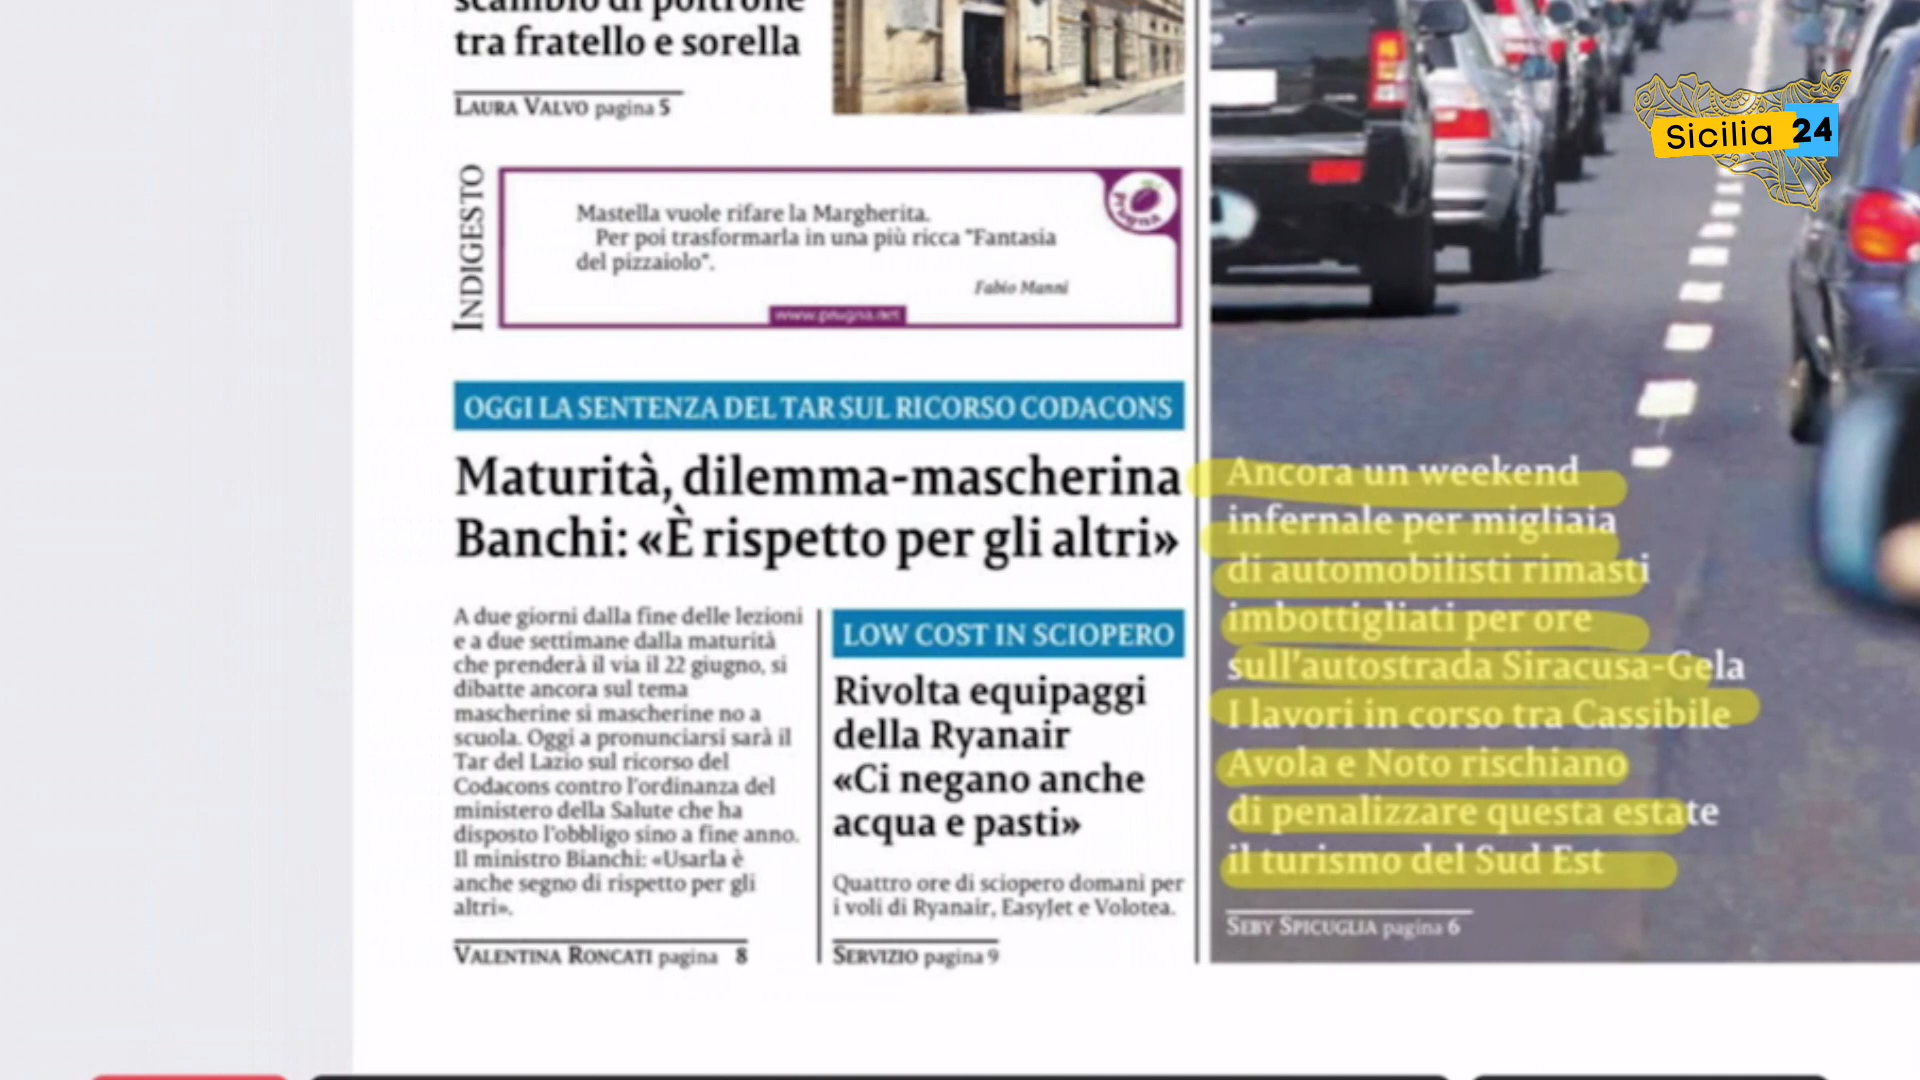 scambio di poltrone
tra fratello e sorella
LAURA VALVO pagina 5
INDIGESTO
Mastella vuole rifare la Margherita.
Per poi trasformarla in una più ricca "Fantasia
del pizzaiolo".
Fabio Manni
prugna
www.prugna.net
OGGI LA SENTENZA DEL TAR SUL RICORSO CODACONS
Maturità, dilemma-mascherina
Banchi: «È rispetto per gli altri»
A due giorni dalla fine delle lezioni
e a due settimane dalla maturità
che prenderà il via il 22 giugno, si
dibatte ancora sul tema
mascherine sì mascherine no a
scuola. Oggi a pronunciarsi sarà il
Tar del Lazio sul ricorso del
Codacons contro l'ordinanza del
ministero della Salute che ha
disposto l'obbligo sino a fine anno.
Il ministro Bianchi: «Usarla è
anche segno di rispetto per gli
altri».
VALENTINA RONCATI pagina 8
LOW COST IN SCIOPERO
Rivolta equipaggi
della Ryanair
«Ci negano anche
acqua e pasti»
Quattro ore di sciopero domani per
i voli di Ryanair, EasyJet e Volotea.
SERVIZIO pagina 9
Ancora un weekend
infernale per migliaia
di automobilisti rimasti
imbottigliati per ore
sull'autostrada Siracusa-Gela
I lavori in corso tra Cassibile
Avola e Noto rischiano
di penalizzare questa estate
il turismo del Sud Est
SEBY SPICUGLIA pagina 6
Sicilia 24